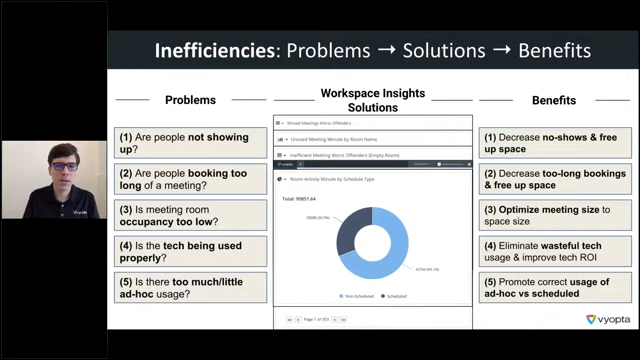 Inefficiencies: Problems → Solutions → Benefits
Problems
(1) Are people not showing
up?
(2) Are people booking too
long of a meeting?
(3) Is meeting room
occupancy too low?
(4) Is the tech being used
properly?
(5) Is there too much/little
ad-hoc usage?
Workspace Insights
Solutions
Missed Meetings Worst Offenders
Unused Meeting Minute by Room Name
Inefficient Meeting Worst Offenders (Empty Room)
vyopta
Room Activity Minute by Schedule Type
Total: 90851.64
Non Scheduled
Scheduled
Page 1 of 353
Benefits
(1) Decrease no-shows & free
up space
(2) Decrease too-long bookings
& free up space
(3) Optimize meeting size to
space size
(4) Eliminate wasteful tech
usage & improve tech ROI
(5) Promote correct usage of
ad-hoc vs scheduled
vyopta
vyopta